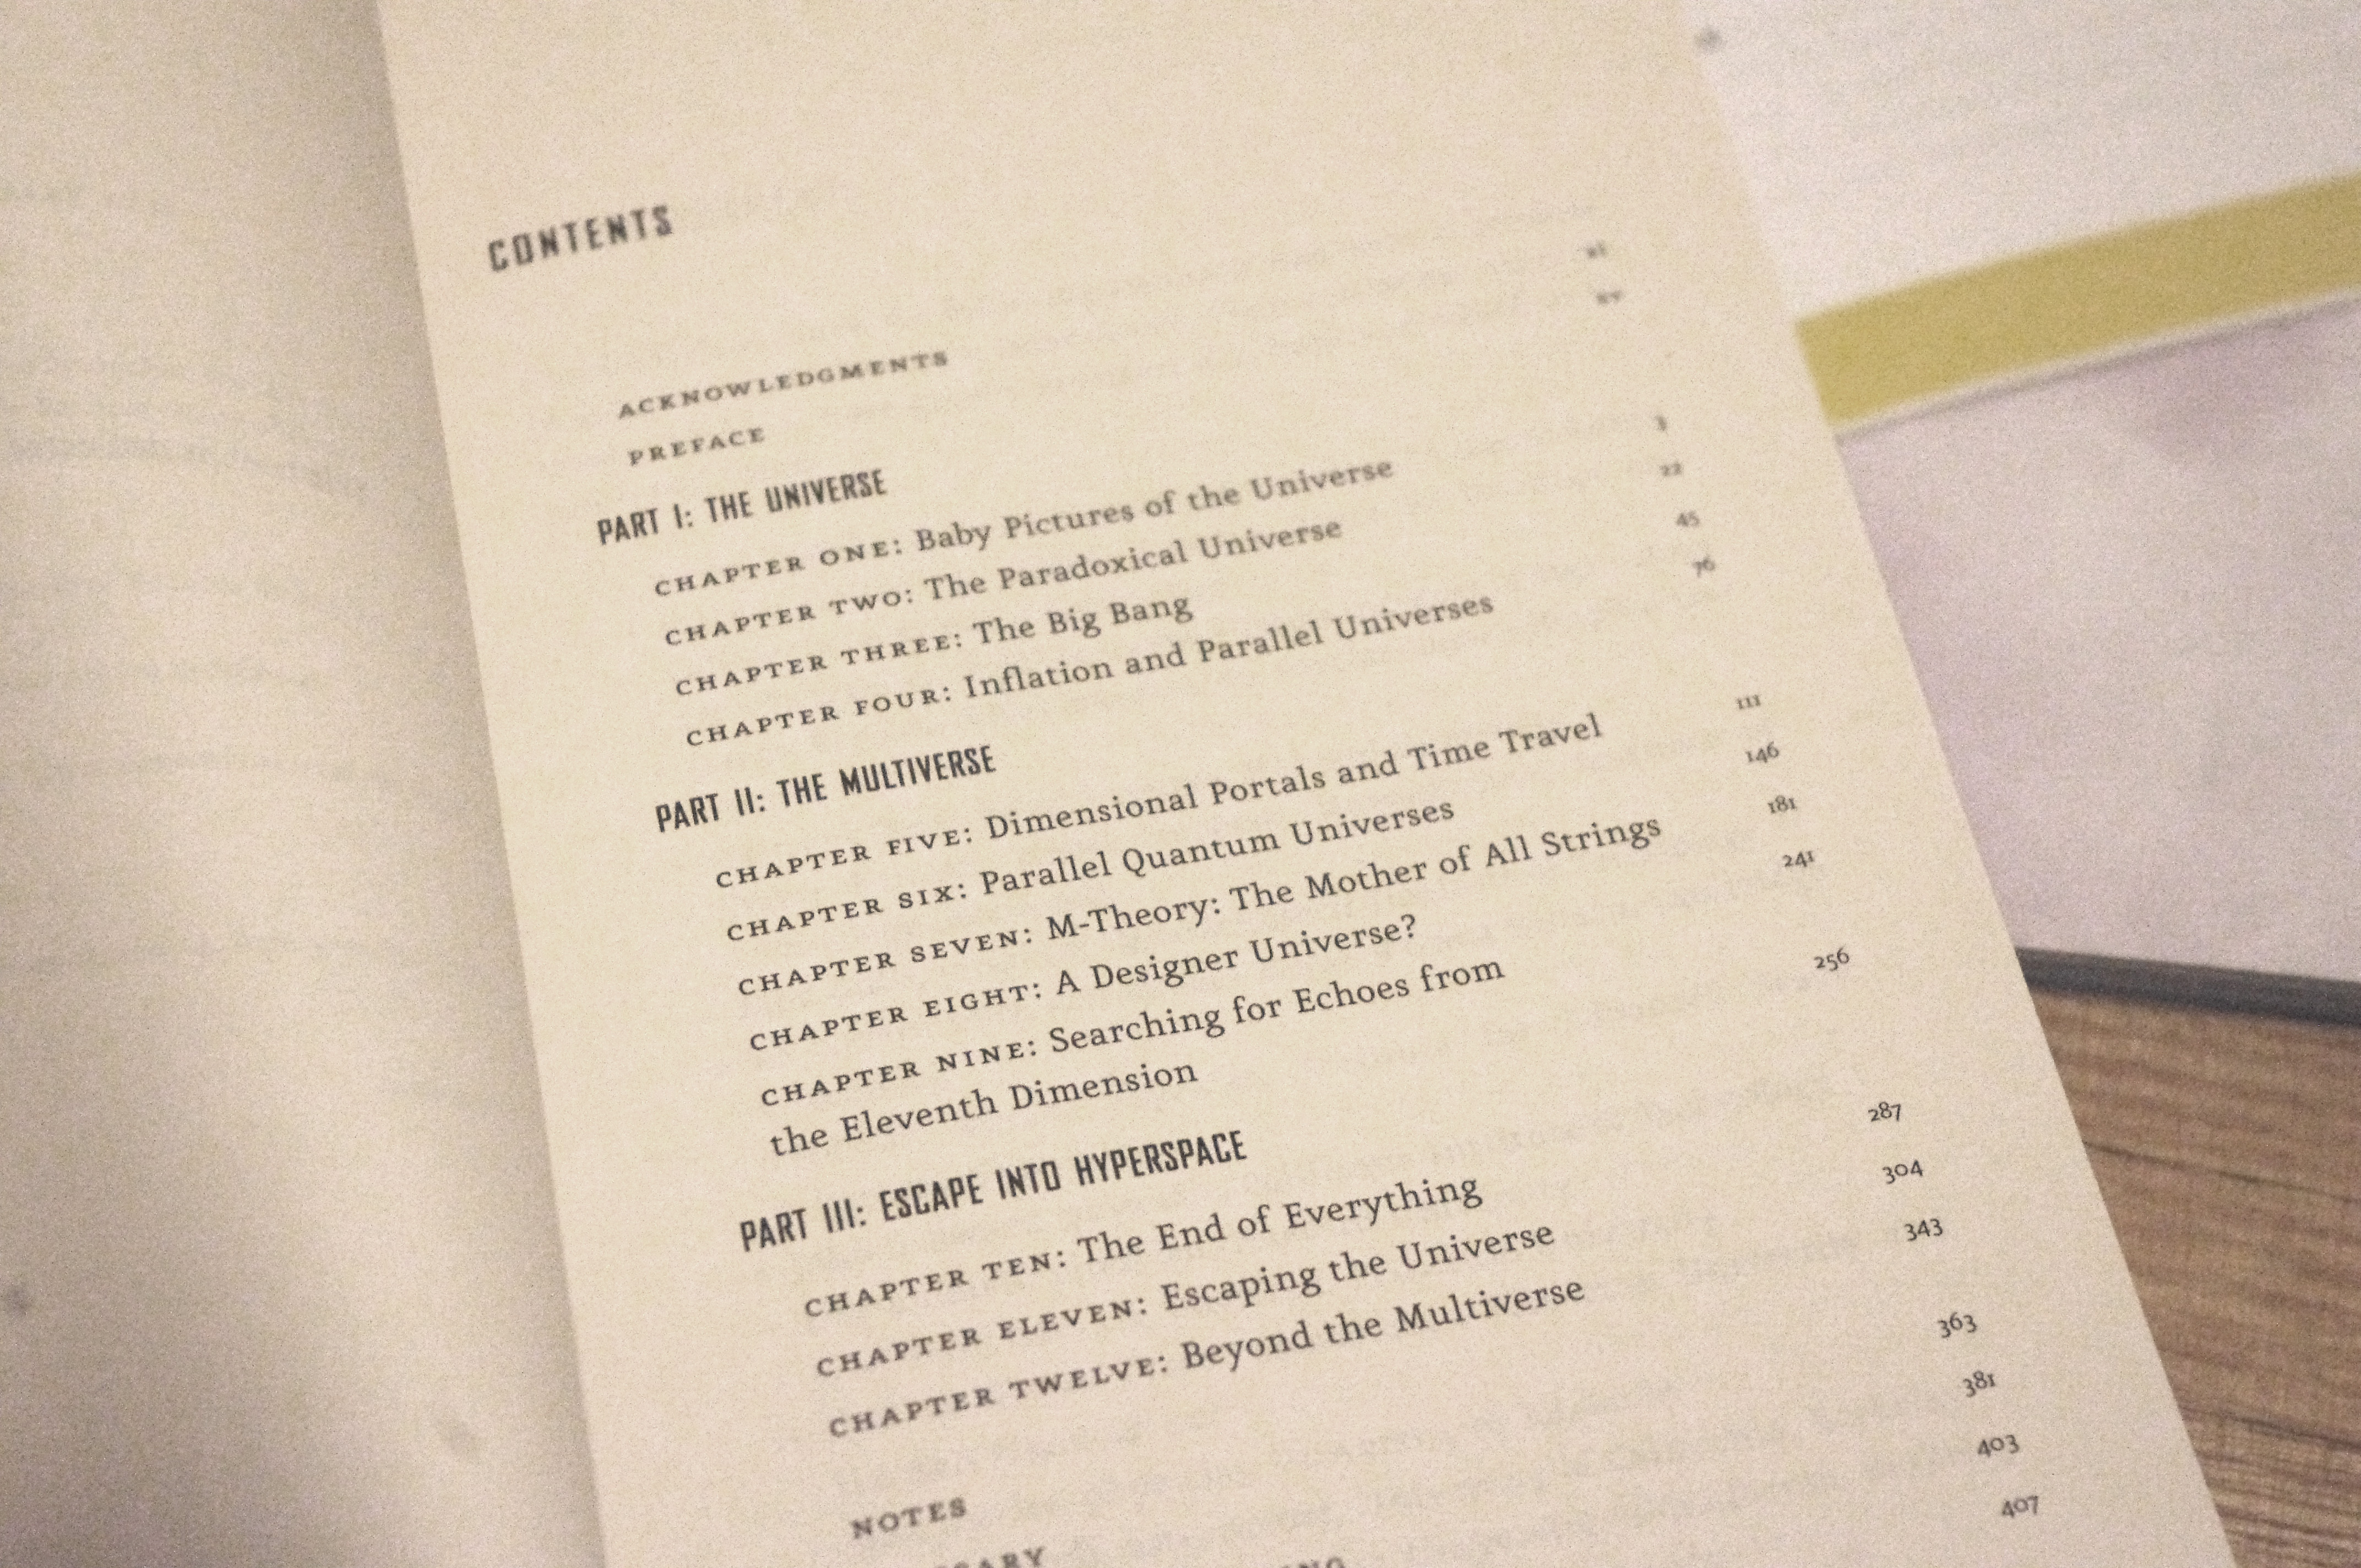 CONTENTS
ACKNOWLEDGMENTS xi
PREFACE xv
PART I: THE UNIVERSE
CHAPTER ONE: Baby Pictures of the Universe 3
CHAPTER TWO: The Paradoxical Universe 22
CHAPTER THREE: The Big Bang 45
CHAPTER FOUR: Inflation and Parallel Universes 76
PART II: THE MULTIVERSE
CHAPTER FIVE: Dimensional Portals and Time Travel 111
CHAPTER SIX: Parallel Quantum Universes 146
CHAPTER SEVEN: M-Theory: The Mother of All Strings 181
CHAPTER EIGHT: A Designer Universe? 241
CHAPTER NINE: Searching for Echoes from
the Eleventh Dimension 256
PART III: ESCAPE INTO HYPERSPACE
CHAPTER TEN: The End of Everything 287
CHAPTER ELEVEN: Escaping the Universe 304
CHAPTER TWELVE: Beyond the Multiverse 343
NOTES 363
381
403
407